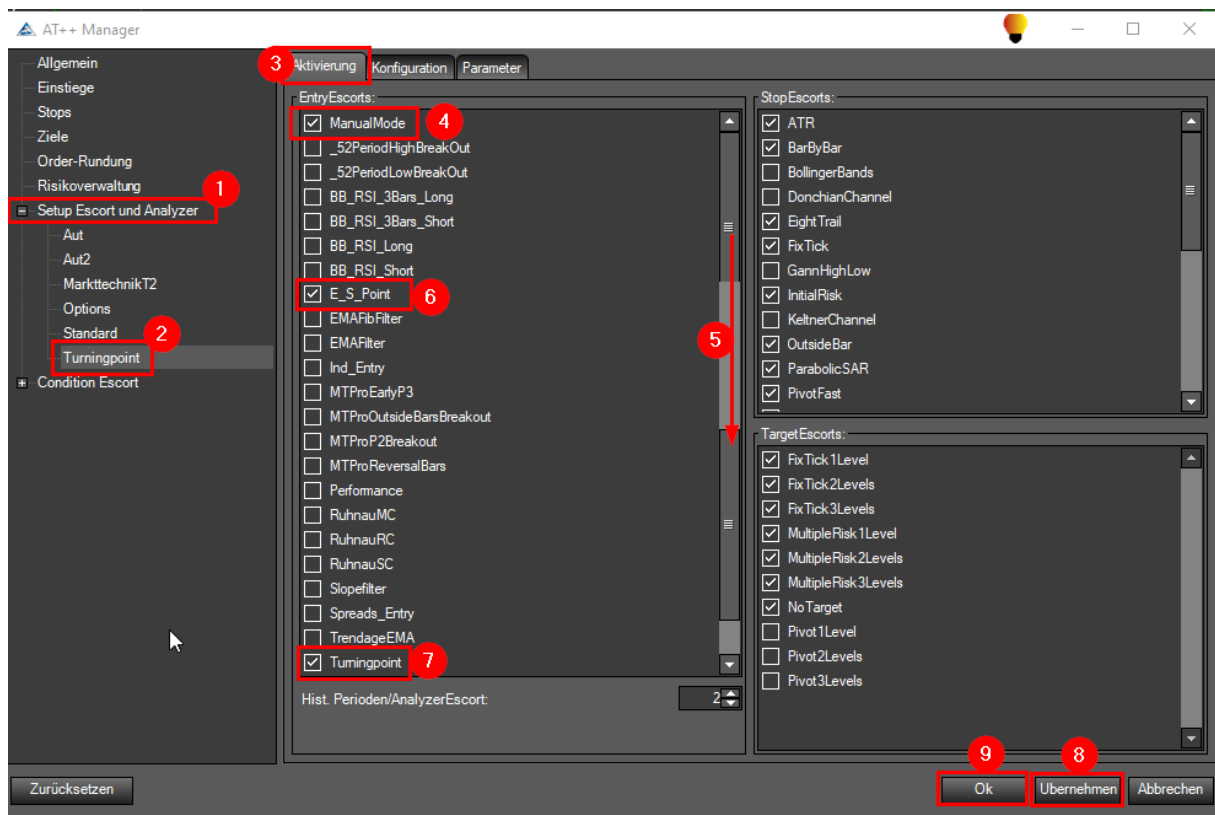 AT++ Manager
Allgemein
Einstiege
Stops
Ziele
Order-Rundung
Risikoverwaltung
1
Setup Escort und Analyzer
Aut
Aut2
MarkttechnikT2
Options
Standard
2
Turningpoint
Condition Escort
3
Aktivierung
Konfiguration
Parameter
EntryEscorts:
ManualMode
4
_52PeriodHighBreakOut
_52PeriodLowBreakOut
BB_RSI_3Bars_Long
BB_RSI_3Bars_Short
BB_RSI_Long
BB_RSI_Short
E_S_Point
6
EMAFibFilter
EMAFilter
5
Ind_Entry
MTProEarlyP3
MTProOutsideBarsBreakout
MTProP2Breakout
MTProReversalBars
Performance
RuhnauMC
RuhnauRC
RuhnauSC
Slopefilter
Spreads_Entry
TrendageEMA
Turningpoint
7
Hist. Perioden/AnalyzerEscort:
2
StopEscorts:
ATR
BarByBar
BollingerBands
DonchianChannel
EightTrail
FixTick
GannHighLow
InitialRisk
KeltnerChannel
OutsideBar
ParabolicSAR
PivotFast
TargetEscorts:
FixTick1Level
FixTick2Levels
FixTick3Levels
MultipleRisk1Level
MultipleRisk2Levels
MultipleRisk3Levels
NoTarget
Pivot1Level
Pivot2Levels
Pivot3Levels
9
8
Zurücksetzen
Ok
Übernehmen
Abbrechen